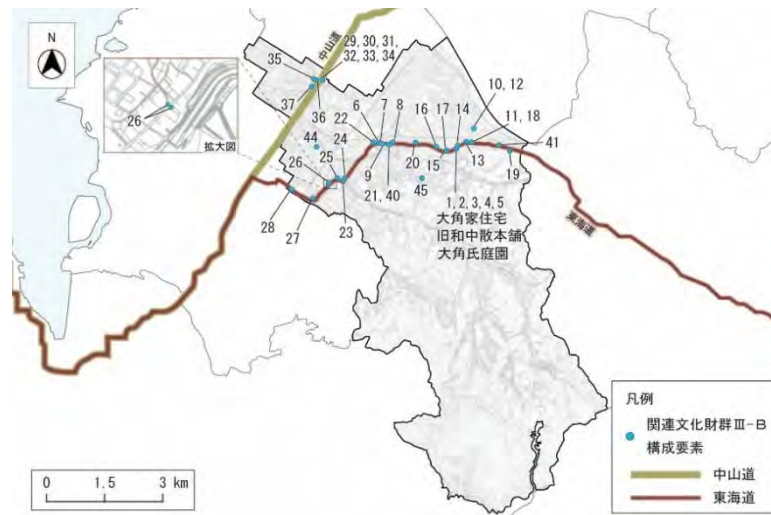 N
中山道
29, 30, 31,
32, 33, 34
35
36
37
26
拡大図
44
22
6
7
8
16
17
14
10, 12
11, 18
41
25
24
26
9
21, 40
20
15
13
19
45
28
27
23
1, 2, 3, 4, 5
大角家住宅
旧和中散本舗
大角氏庭園
東海道
凡例
関連文化財群Ⅲ-B
構成要素
中山道
東海道
0 1.5 3 km